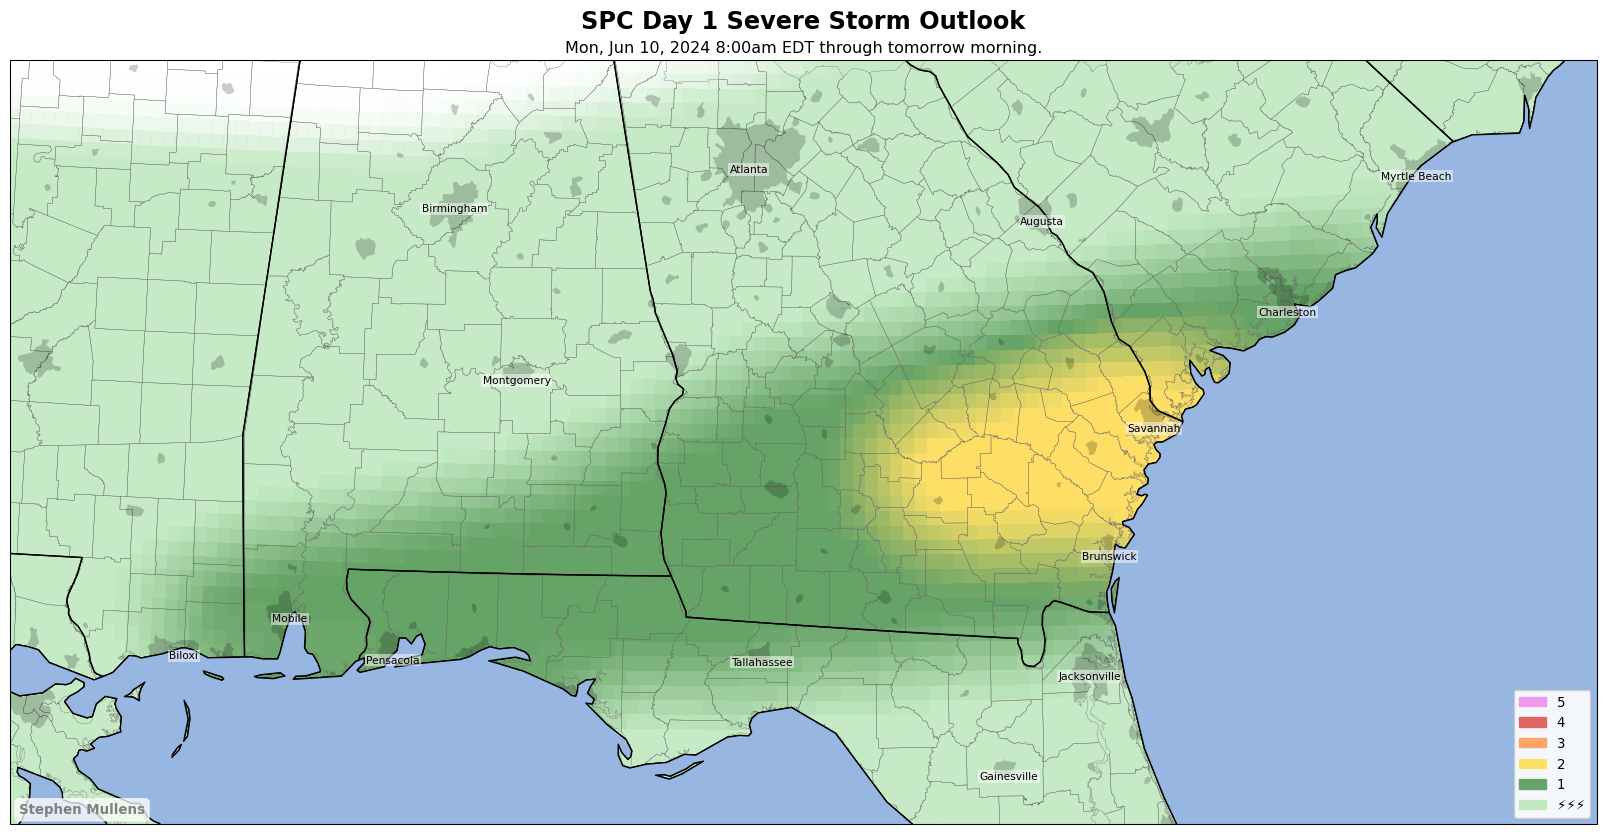 SPC Day 1 Severe Storm Outlook
Mon, Jun 10, 2024 8:00am EDT through tomorrow morning.
Atlanta
Myrtle Beach
Birmingham
Augusta
Charleston
Montgomery
Savannah
Brunswick
Mobile
Biloxi
Pensacola
Tallahassee
Jacksonville
Gainesville
5
4
3
2
1
⚡⚡⚡
Stephen Mullens